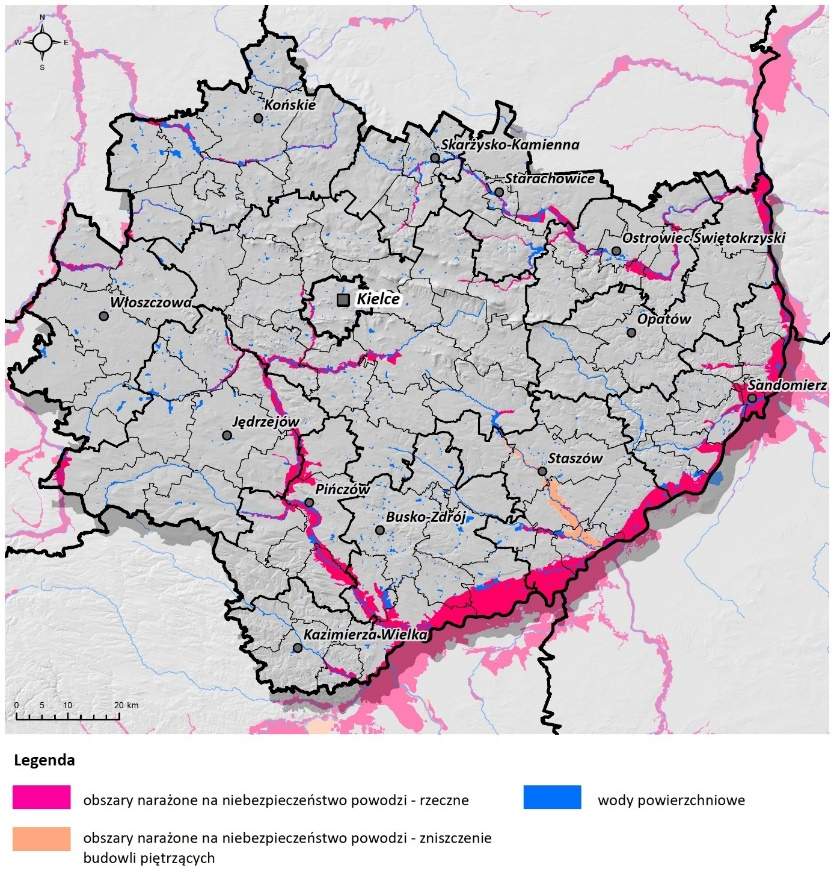 N
W E
S
Końskie
Skarżysko-Kamienna
Starachowice
Ostrowiec Świętokrzyski
Kielce
Włoszczowa
Opatów
Sandomierz
Jędrzejów
Staszów
Pińczów
Busko-Zdrój
Kazimierza Wielka
0 5 10 20 km
Legenda
obszary narażone na niebezpieczeństwo powodzi - rzeczne
wody powierzchniowe
obszary narażone na niebezpieczeństwo powodzi - zniszczenie
budowli piętrzących